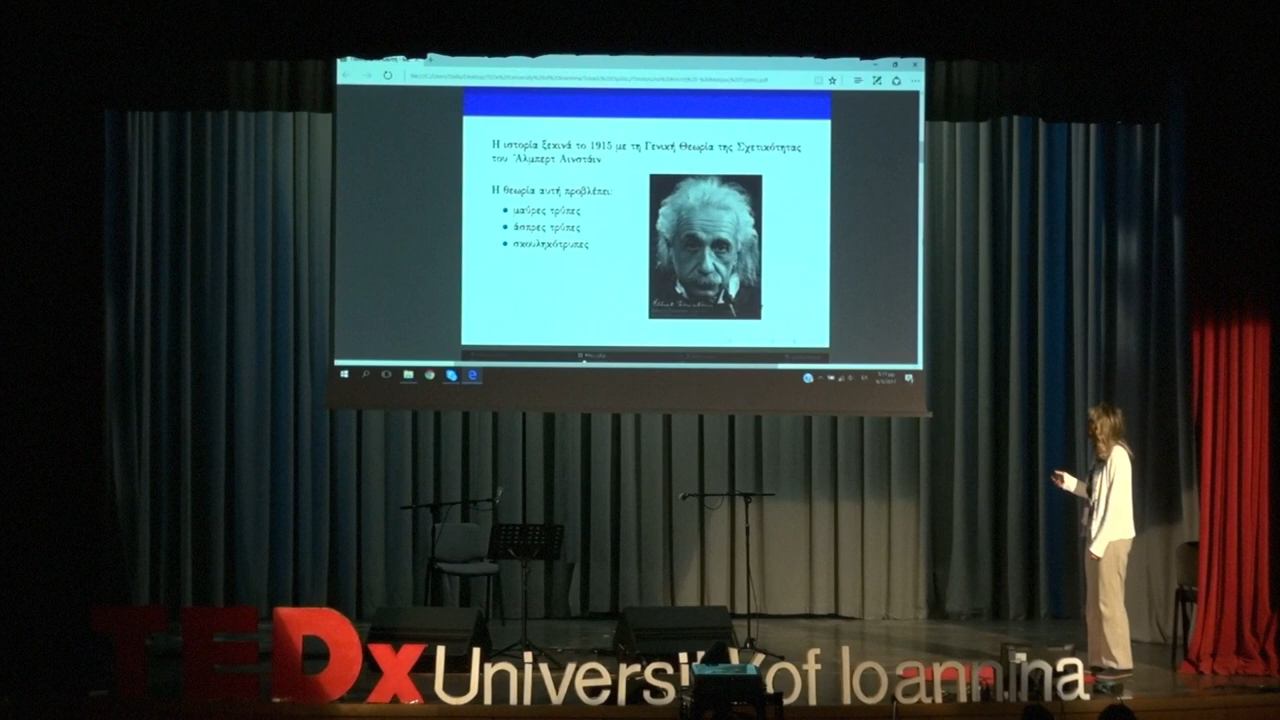 Η ιστορία ξεκινά το 1915 με τη Γενική Θεωρία της Σχετικότητας
του Άλμπερτ Αινστάιν
Η θεωρία αυτή προβλέπει:
• μαύρες τρύπες
• άσπρες τρύπες
• σκουληκότρυπες
TEDx University of Ioannina